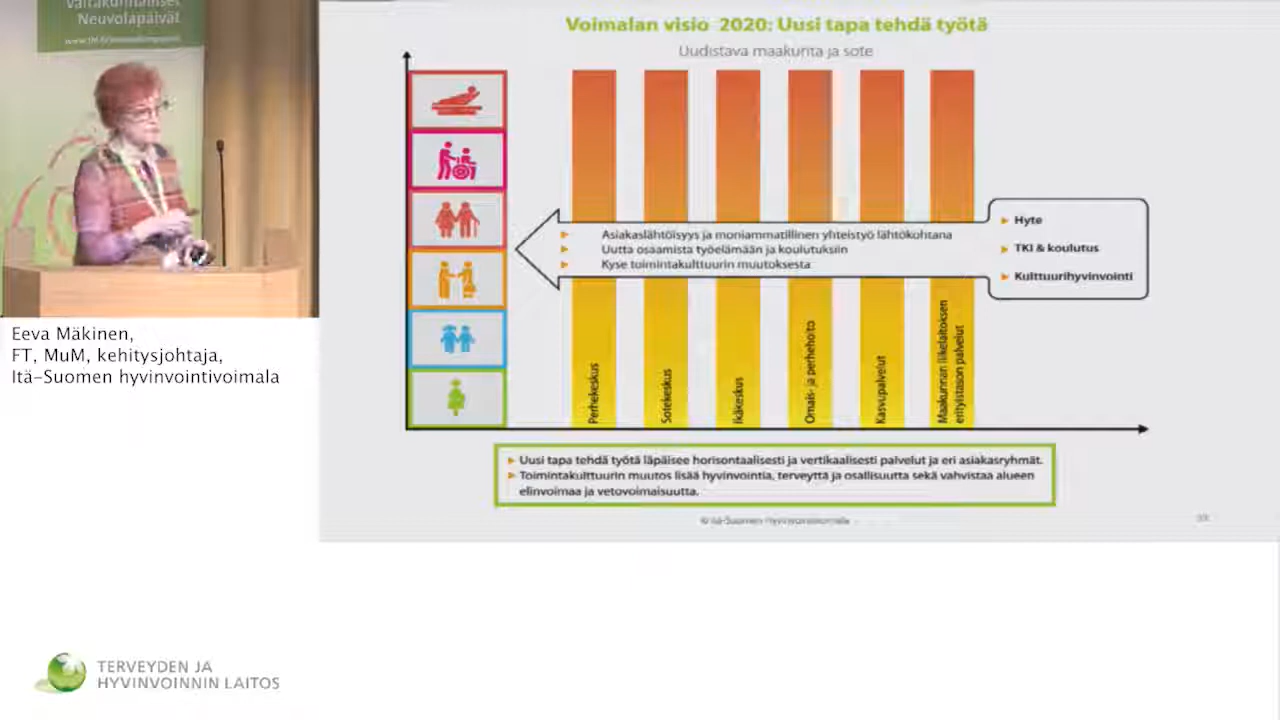 Valtakunnalliset
Neuvolapäivät
Eeva Mäkinen,
FT, MuM, kehitysjohtaja,
Itä-Suomen hyvinvointivoimala
TERVEYDEN JA
HYVINVOINNIN LAITOS
Voimalan visio 2020: Uusi tapa tehdä työtä
Uudistava maakunta ja sote
Asiakaslähtöisyys ja moniammatillinen yhteistyö lähtökohtana
Uutta osaamista työelämään ja koulutuksiin
Kyse toimintakulttuurin muutoksesta
Hyte
TKI & koulutus
Kulttuurihyvinvointi
Perhekeskus
Sotekeskus
Ikäkeskus
Omais- ja perhehoito
Kasvupalvelut
Maakunnan liikelaitoksen
erityistason palvelut
Uusi tapa tehdä työtä läpäisee horisontaalisesti ja vertikaalisesti palvelut ja eri asiakasryhmät.
Toimintakulttuurin muutos lisää hyvinvointia, terveyttä ja osallisuutta sekä vahvistaa alueen
elinvoimaa ja vetovoimaisuutta.
© Itä-Suomen hyvinvointivoimala